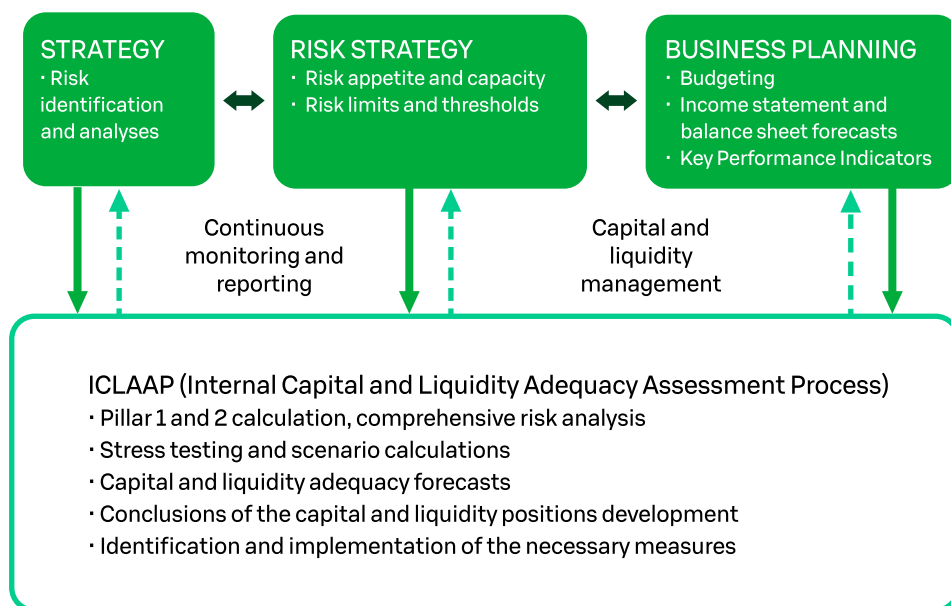 STRATEGY
· Risk
identification
and analyses
RISK STRATEGY
· Risk appetite and capacity
· Risk limits and thresholds
BUSINESS PLANNING
· Budgeting
· Income statement and
balance sheet forecasts
· Key Performance Indicators
Continuous
monitoring and
reporting
Capital and
liquidity
management
ICLAAP (Internal Capital and Liquidity Adequacy Assessment Process)
· Pillar 1 and 2 calculation, comprehensive risk analysis
· Stress testing and scenario calculations
· Capital and liquidity adequacy forecasts
· Conclusions of the capital and liquidity positions development
· Identification and implementation of the necessary measures